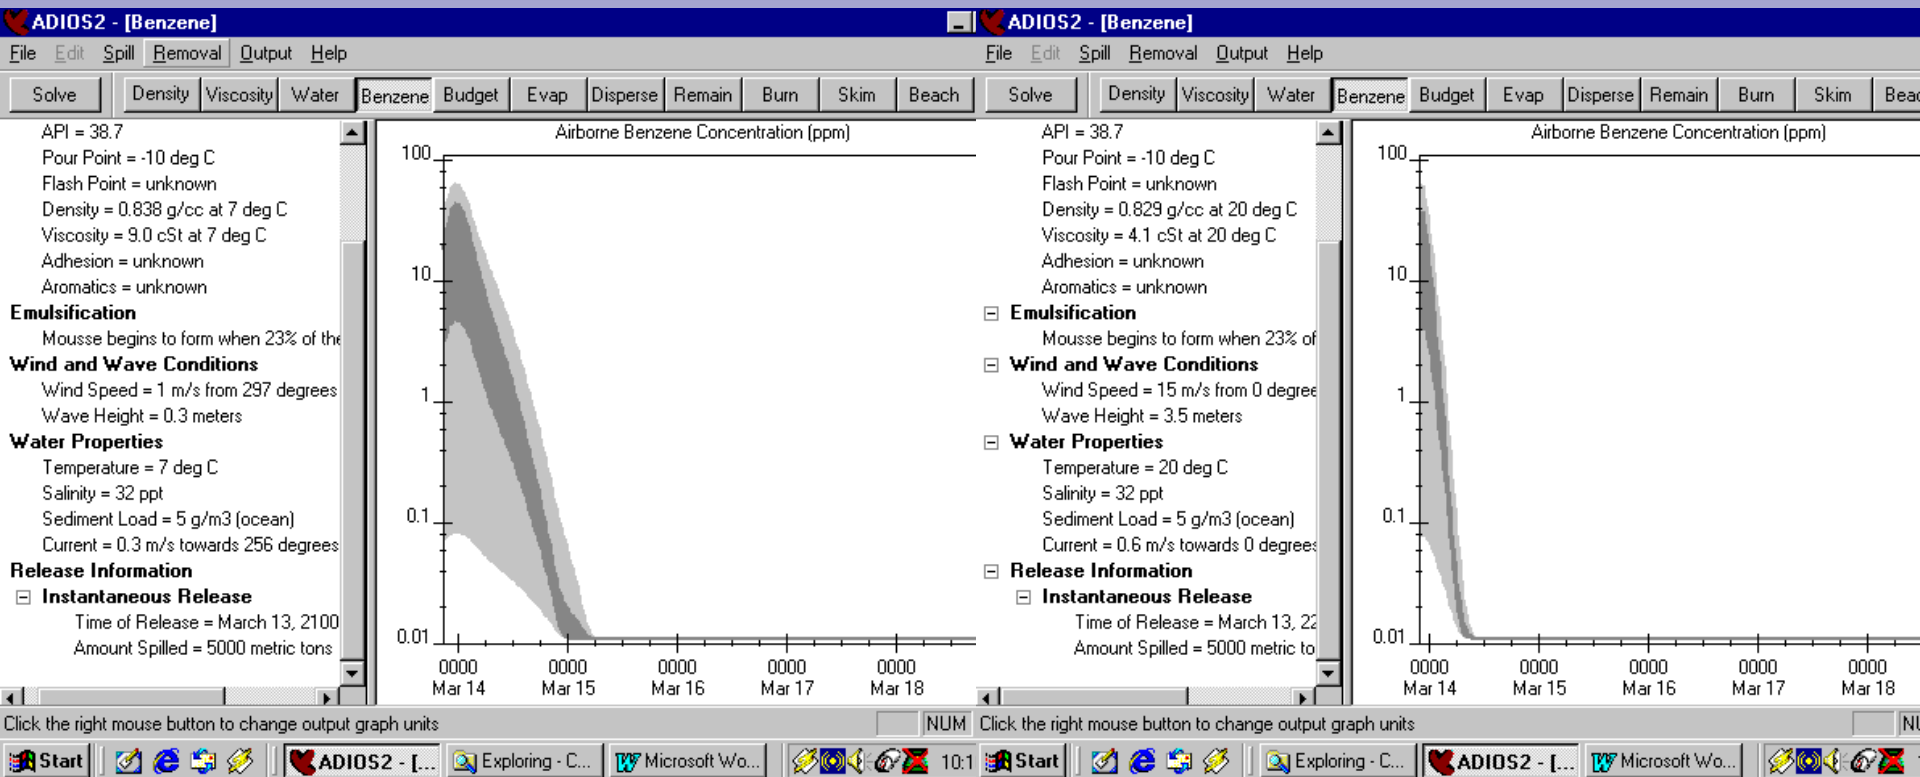 ADIOS2 - [Benzene]
File Edit Spill Removal Output Help
Solve Density Viscosity Water Benzene Budget Evap Disperse Remain Burn Skim Beach
API = 38.7
Pour Point = -10 deg C
Flash Point = unknown
Density = 0.838 g/cc at 7 deg C
Viscosity = 9.0 cSt at 7 deg C
Adhesion = unknown
Aromatics = unknown
Emulsification
Mousse begins to form when 23% of the
Wind and Wave Conditions
Wind Speed = 1 m/s from 297 degrees
Wave Height = 0.3 meters
Water Properties
Temperature = 7 deg C
Salinity = 32 ppt
Sediment Load = 5 g/m3 (ocean)
Current = 0.3 m/s towards 256 degrees
Release Information
Instantaneous Release
Time of Release = March 13, 2100
Amount Spilled = 5000 metric tons
Airborne Benzene Concentration (ppm)
100
10
1
0.1
0.01
0000 0000 0000 0000 0000
Mar 14 Mar 15 Mar 16 Mar 17 Mar 18
Click the right mouse button to change output graph units NUM
Start ADIOS2 - [... Exploring - C... Microsoft Wo... 10:1
ADIOS2 - [Benzene]
File Edit Spill Removal Output Help
Solve Density Viscosity Water Benzene Budget Evap Disperse Remain Burn Skim Beac
API = 38.7
Pour Point = -10 deg C
Flash Point = unknown
Density = 0.829 g/cc at 20 deg C
Viscosity = 4.1 cSt at 20 deg C
Adhesion = unknown
Aromatics = unknown
Emulsification
Mousse begins to form when 23% of
Wind and Wave Conditions
Wind Speed = 15 m/s from 0 degree
Wave Height = 3.5 meters
Water Properties
Temperature = 20 deg C
Salinity = 32 ppt
Sediment Load = 5 g/m3 (ocean)
Current = 0.6 m/s towards 0 degrees
Release Information
Instantaneous Release
Time of Release = March 13, 22
Amount Spilled = 5000 metric to
Airborne Benzene Concentration (ppm)
100
10
1
0.1
0.01
0000 0000 0000 0000 0000
Mar 14 Mar 15 Mar 16 Mar 17 Mar 18
Click the right mouse button to change output graph units NU
Start Exploring - C... ADIOS2 - [... Microsoft Wo...